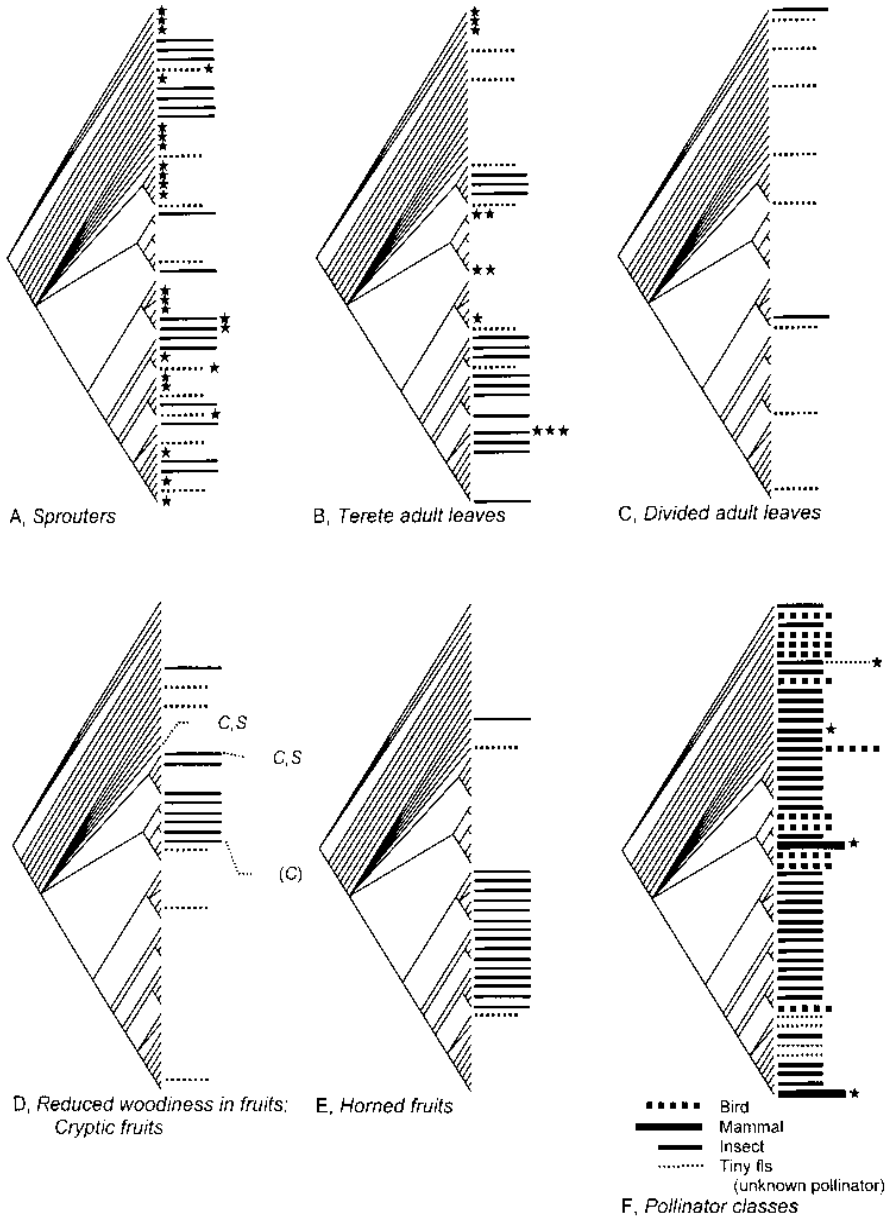 A, Sprouters
B, Terete adult leaves
C, Divided adult leaves
C,S
C,S
(C)
D, Reduced woodiness in fruits;
Cryptic fruits
E, Horned fruits
Bird
Mammal
Insect
Tiny fls
(unknown pollinator)
F, Pollinator classes